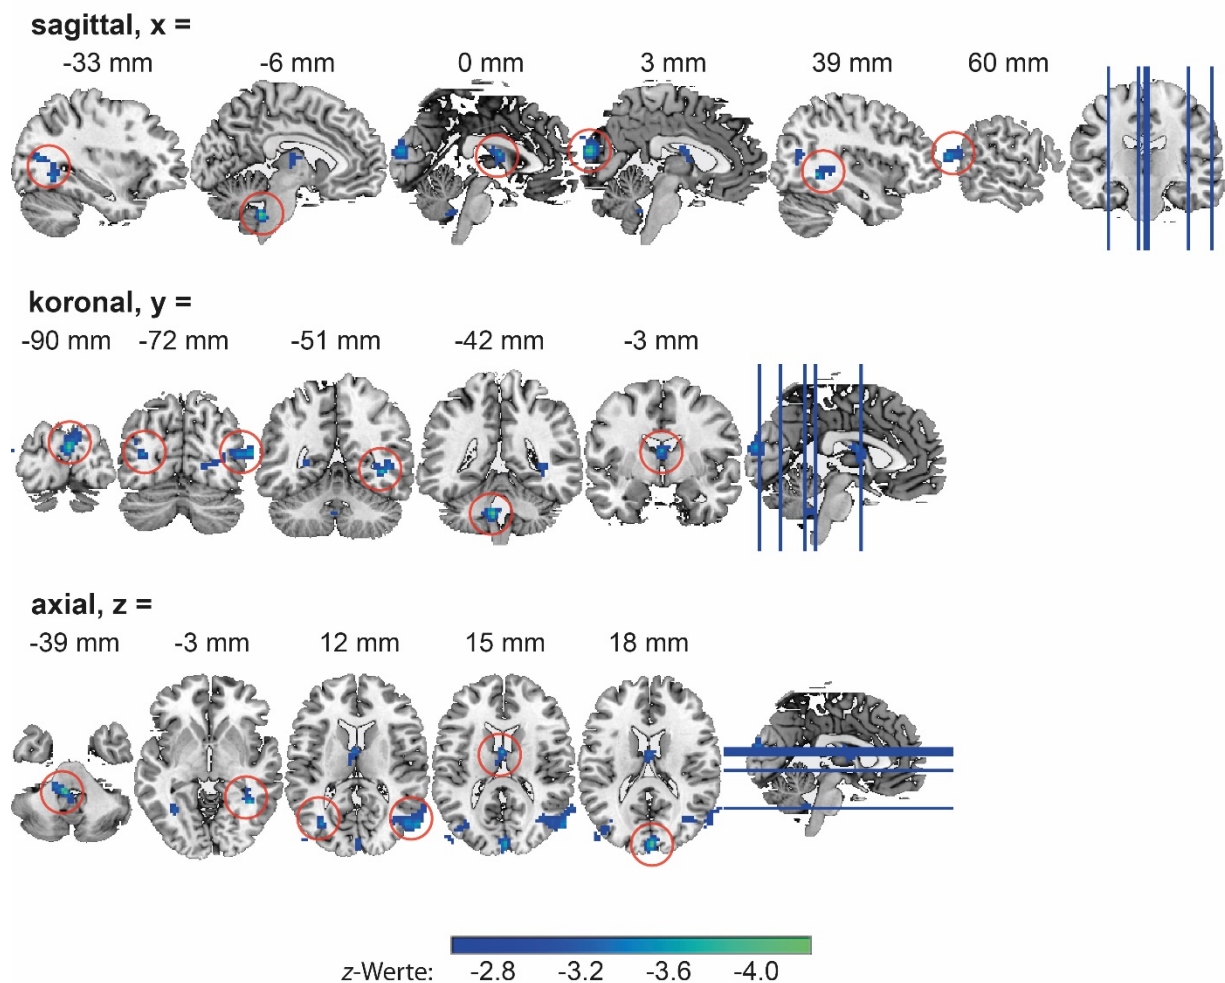 sagittal, x =
-33 mm -6 mm 0 mm 3 mm 39 mm 60 mm
koronal, y =
-90 mm -72 mm -51 mm -42 mm -3 mm
axial, z =
-39 mm -3 mm 12 mm 15 mm 18 mm
z-Werte: -2.8 -3.2 -3.6 -4.0